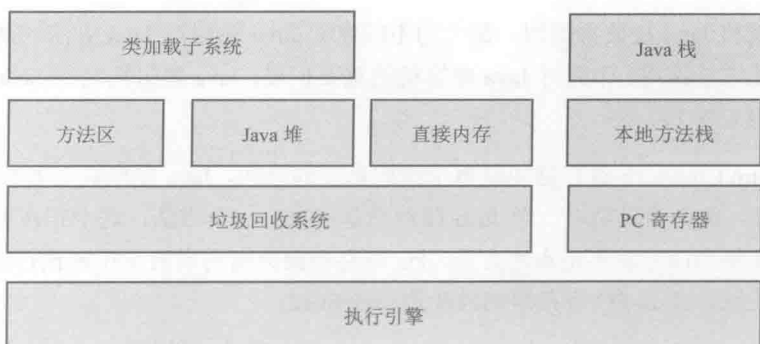 类加载子系统
Java 栈
方法区
Java 堆
直接内存
本地方法栈
垃圾回收系统
PC 寄存器
执行引擎